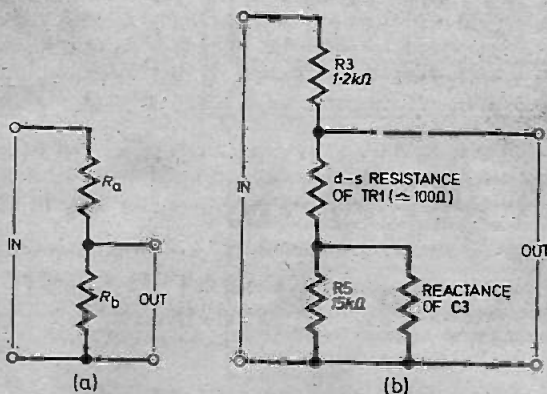 IN
Ra
Rb
OUT
(a)
IN
R3
1·2kΩ
d-s RESISTANCE
OF TR1 (≏100Ω)
R5
15kΩ
REACTANCE
OF C3
OUT
(b)